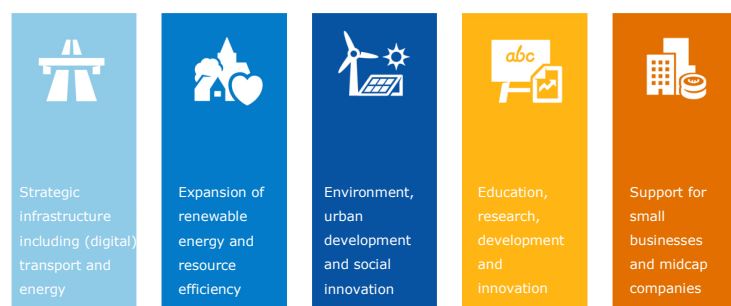 abc
Strategic
infrastructure
including (digital)
transport and
energy
Expansion of
renewable
energy and
resource
efficiency
Environment,
urban
development
and social
innovation
Education,
research,
development
and
innovation
Support for
small
businesses
and midcap
companies